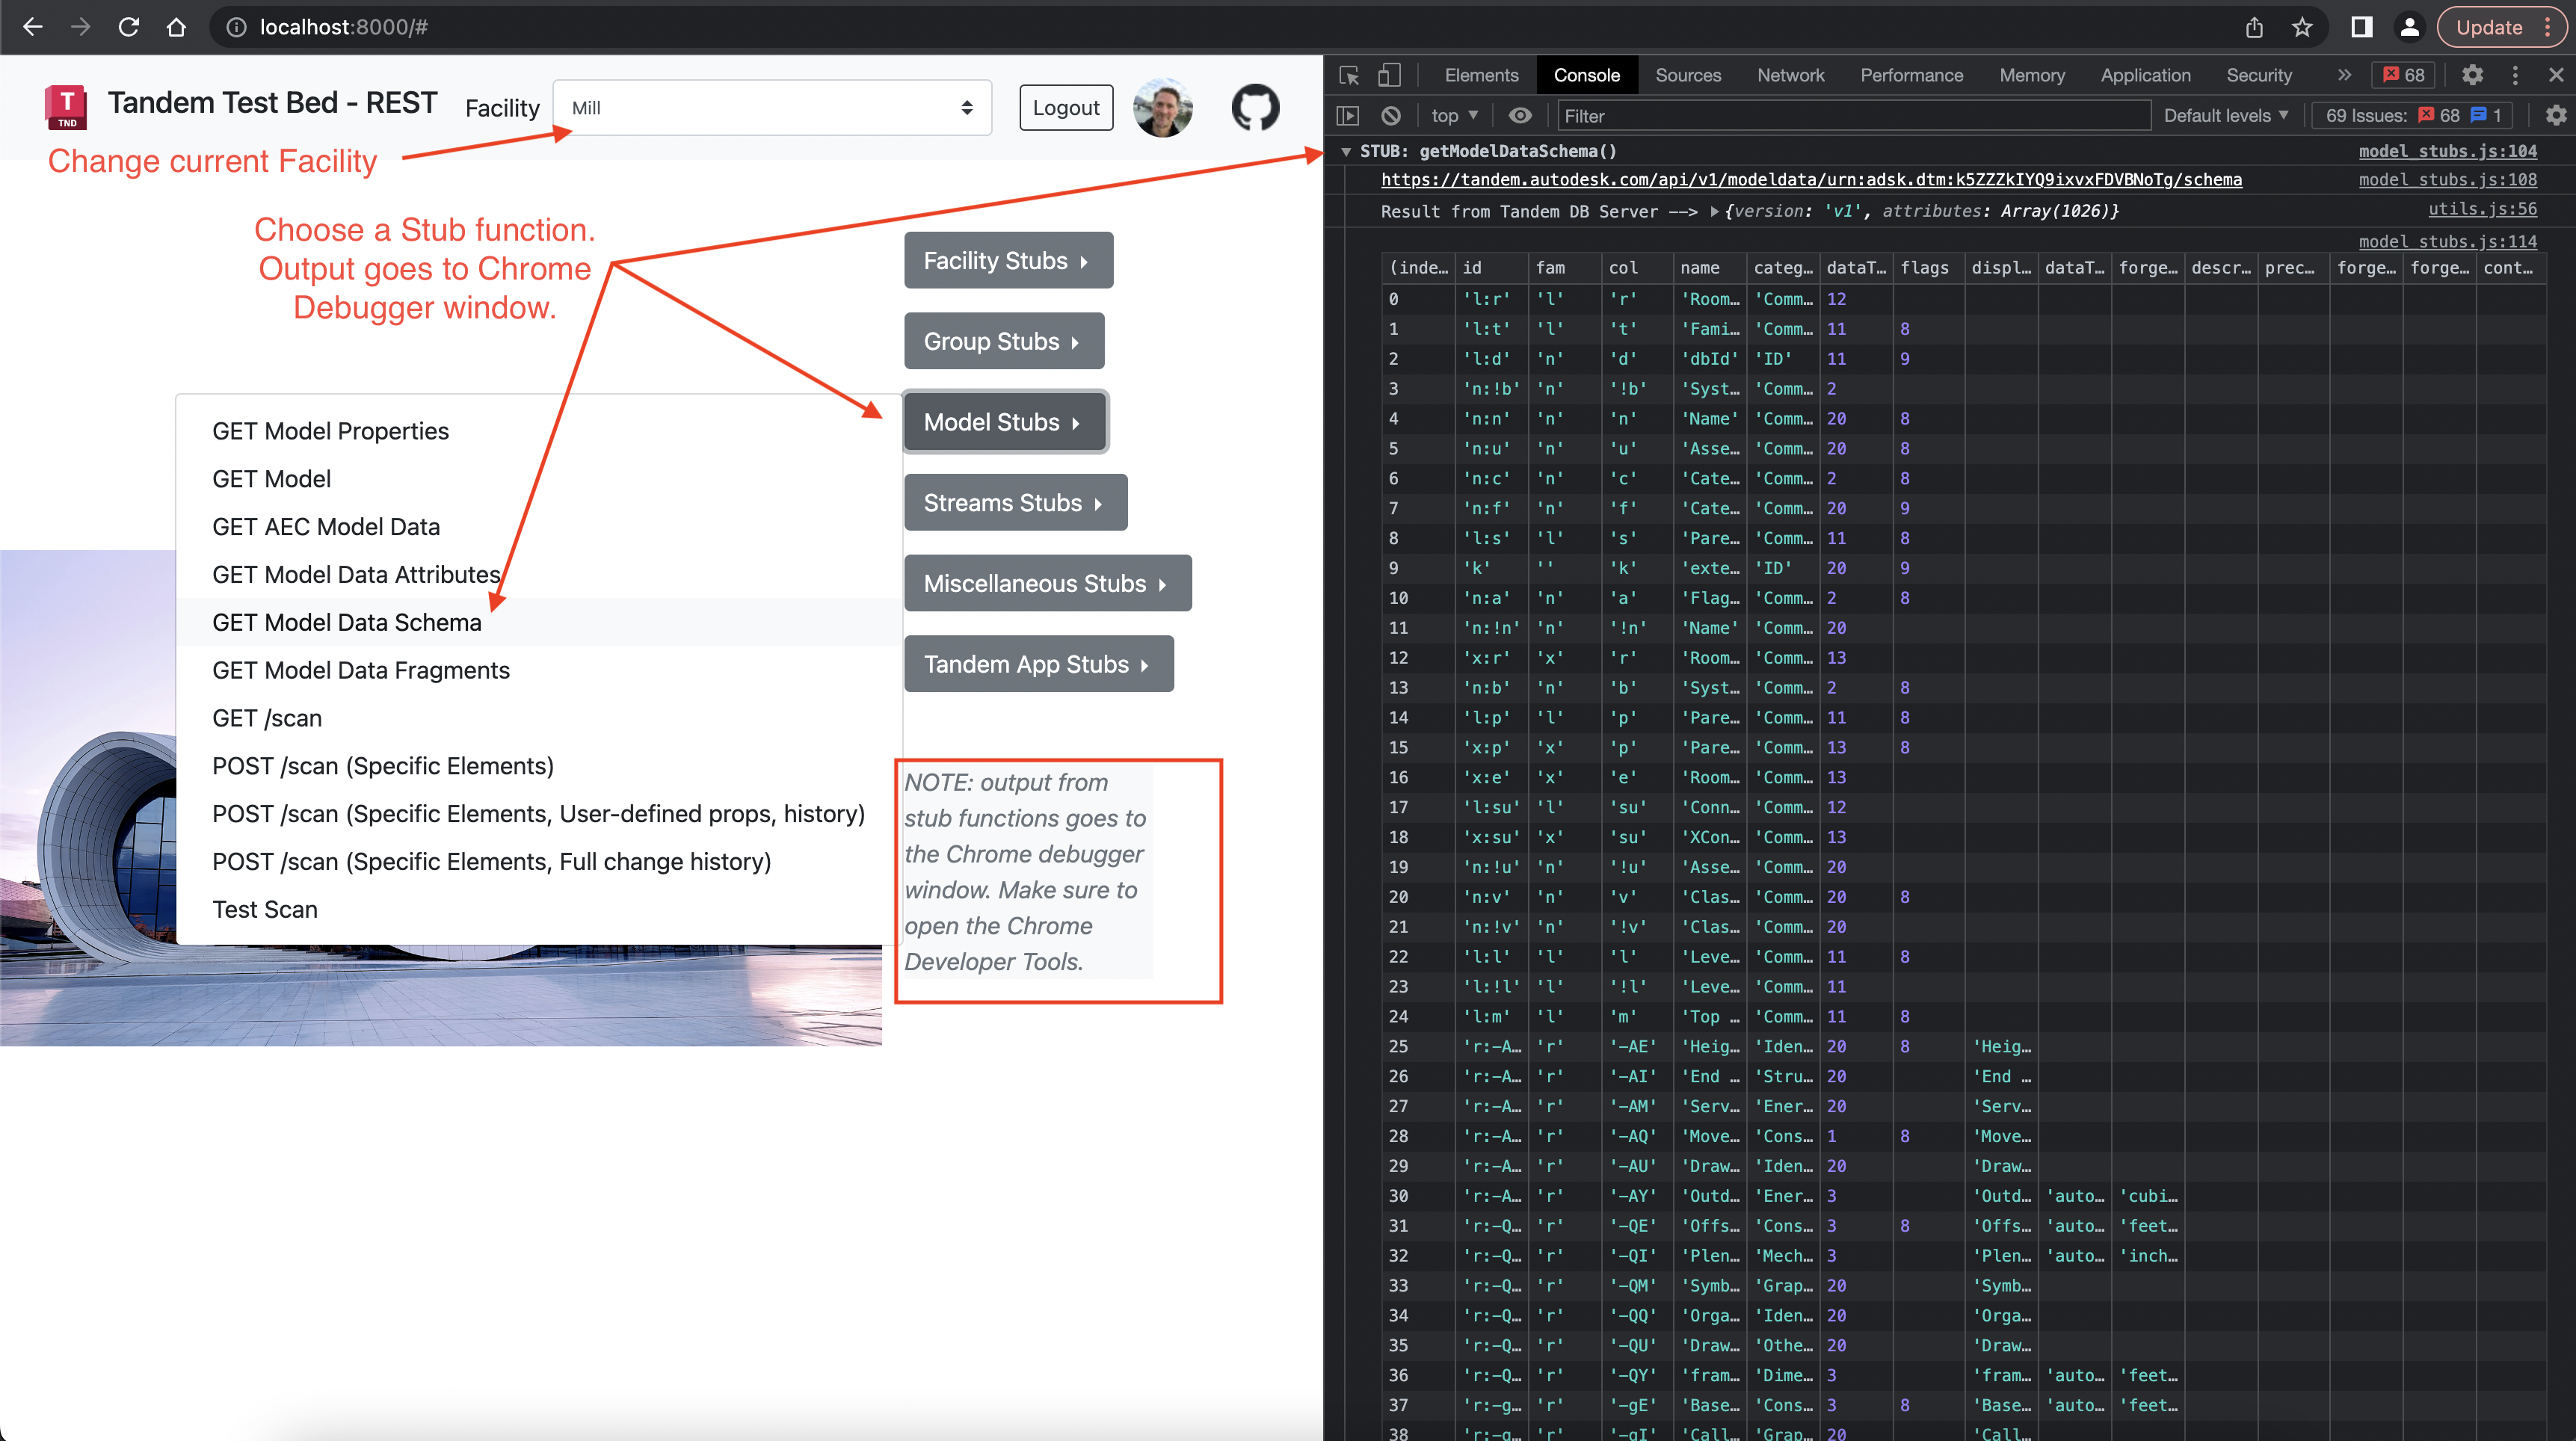 localhost:8000/#
Update
T
TND
Tandem Test Bed - REST
Facility
Mill
Logout
Change current Facility
Choose a Stub function.
Output goes to Chrome
Debugger window.
Facility Stubs
Group Stubs
Model Stubs
Streams Stubs
Miscellaneous Stubs
Tandem App Stubs
GET Model Properties
GET Model
GET AEC Model Data
GET Model Data Attributes
GET Model Data Schema
GET Model Data Fragments
GET /scan
POST /scan (Specific Elements)
POST /scan (Specific Elements, User-defined props, history)
POST /scan (Specific Elements, Full change history)
Test Scan
NOTE: output from
stub functions goes to
the Chrome debugger
window. Make sure to
open the Chrome
Developer Tools.
Elements Console Sources Network Performance Memory Application Security » 68
top Filter Default levels 69 Issues: 68 1
STUB: getModelDataSchema() model_stubs.js:104
https://tandem.autodesk.com/api/v1/modeldata/urn:adsk.dtm:k5ZZZkIYQ9ixvxFDVBNoTg/schema model_stubs.js:108
Result from Tandem DB Server --> {version: 'v1', attributes: Array(1026)} utils.js:56
model_stubs.js:114
(inde… id fam col name categ… dataT… flags displ… dataT… forge… descr… prec… forge… forge… cont…
0 'l:r' 'l' 'r' 'Room… 'Comm… 12
1 'l:t' 'l' 't' 'Fami… 'Comm… 11 8
2 'l:d' 'n' 'd' 'dbId' 'ID' 11 9
3 'n:!b' 'n' '!b' 'Syst… 'Comm… 2
4 'n:n' 'n' 'n' 'Name' 'Comm… 20 8
5 'n:u' 'n' 'u' 'Asse… 'Comm… 20 8
6 'n:c' 'n' 'c' 'Cate… 'Comm… 2 8
7 'n:f' 'n' 'f' 'Cate… 'Comm… 20 9
8 'l:s' 'l' 's' 'Pare… 'Comm… 11 8
9 'k' '' 'k' 'exte… 'ID' 20 9
10 'n:a' 'n' 'a' 'Flag… 'Comm… 2 8
11 'n:!n' 'n' '!n' 'Name' 'Comm… 20
12 'x:r' 'x' 'r' 'Room… 'Comm… 13
13 'n:b' 'n' 'b' 'Syst… 'Comm… 2 8
14 'l:p' 'l' 'p' 'Pare… 'Comm… 11 8
15 'x:p' 'x' 'p' 'Pare… 'Comm… 13 8
16 'x:e' 'x' 'e' 'Room… 'Comm… 13
17 'l:su' 'l' 'su' 'Conn… 'Comm… 12
18 'x:su' 'x' 'su' 'XCon… 'Comm… 13
19 'n:!u' 'n' '!u' 'Asse… 'Comm… 20
20 'n:v' 'n' 'v' 'Clas… 'Comm… 20 8
21 'n:!v' 'n' '!v' 'Clas… 'Comm… 20
22 'l:l' 'l' 'l' 'Leve… 'Comm… 11 8
23 'l:!l' 'l' '!l' 'Leve… 'Comm… 11
24 'l:m' 'l' 'm' 'Top … 'Comm… 11 8
25 'r:-A… 'r' '-AE' 'Heig… 'Iden… 20 8 'Heig…
26 'r:-A… 'r' '-AI' 'End … 'Stru… 20 'End …
27 'r:-A… 'r' '-AM' 'Serv… 'Ener… 20 'Serv…
28 'r:-A… 'r' '-AQ' 'Move… 'Cons… 1 8 'Move…
29 'r:-A… 'r' '-AU' 'Draw… 'Iden… 20 'Draw…
30 'r:-A… 'r' '-AY' 'Outd… 'Ener… 3 'Outd… 'auto… 'cubi…
31 'r:-Q… 'r' '-QE' 'Offs… 'Cons… 3 8 'Offs… 'auto… 'feet…
32 'r:-Q… 'r' '-QI' 'Plen… 'Mech… 3 'Plen… 'auto… 'inch…
33 'r:-Q… 'r' '-QM' 'Symb… 'Grap… 20 'Symb…
34 'r:-Q… 'r' '-QQ' 'Orga… 'Iden… 20 'Orga…
35 'r:-Q… 'r' '-QU' 'Draw… 'Othe… 20 'Draw…
36 'r:-Q… 'r' '-QY' 'fram… 'Dime… 3 'fram… 'auto… 'feet…
37 'r:-g… 'r' '-gE' 'Base… 'Cons… 3 8 'Base… 'auto… 'feet…
38 'r:-g… 'r' '-gI' 'Call… 'Grap… 20 'Call…